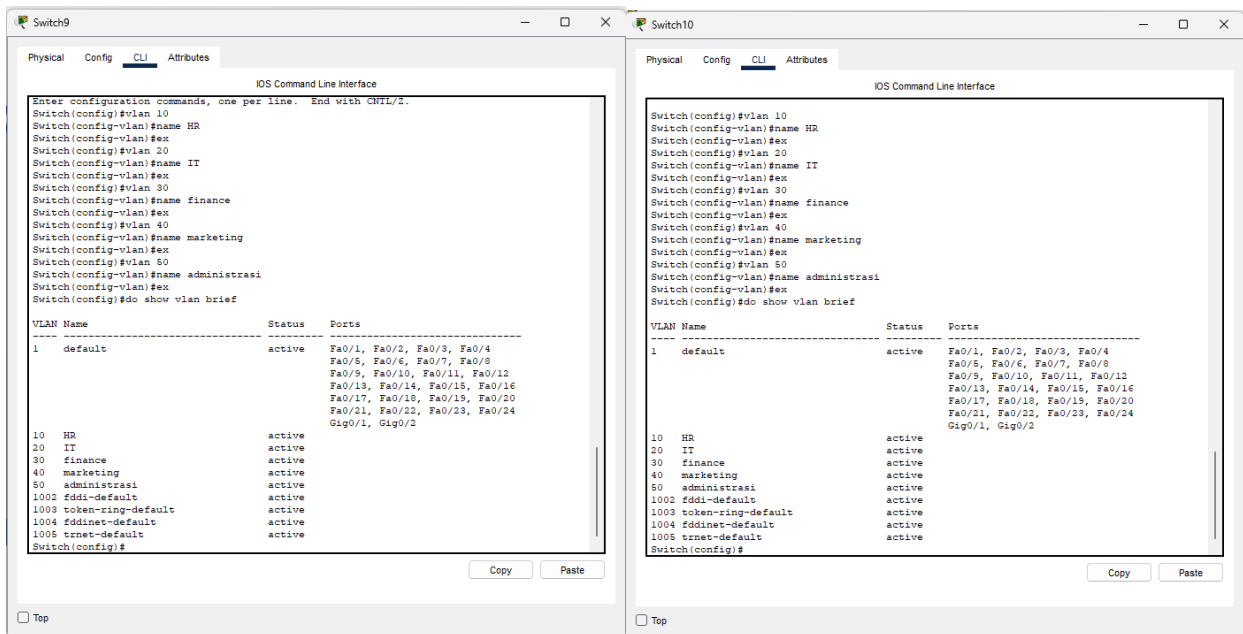 Switch9
Physical Config CLI Attributes
IOS Command Line Interface
Enter configuration commands, one per line. End with CNTL/Z.
Switch(config)#vlan 10
Switch(config-vlan)#name HR
Switch(config-vlan)#ex
Switch(config)#vlan 20
Switch(config-vlan)#name IT
Switch(config-vlan)#ex
Switch(config)#vlan 30
Switch(config-vlan)#name finance
Switch(config-vlan)#ex
Switch(config)#vlan 40
Switch(config-vlan)#name marketing
Switch(config-vlan)#ex
Switch(config)#vlan 50
Switch(config-vlan)#name administrasi
Switch(config-vlan)#ex
Switch(config)#do show vlan brief
VLAN Name Status Ports
---- -------------------------------- --------- -------------------------------
1 default active Fa0/1, Fa0/2, Fa0/3, Fa0/4
Fa0/5, Fa0/6, Fa0/7, Fa0/8
Fa0/9, Fa0/10, Fa0/11, Fa0/12
Fa0/13, Fa0/14, Fa0/15, Fa0/16
Fa0/17, Fa0/18, Fa0/19, Fa0/20
Fa0/21, Fa0/22, Fa0/23, Fa0/24
Gig0/1, Gig0/2
10 HR active
20 IT active
30 finance active
40 marketing active
50 administrasi active
1002 fddi-default active
1003 token-ring-default active
1004 fddinet-default active
1005 trnet-default active
Switch(config)#
Copy Paste
Top
Switch10
Physical Config CLI Attributes
IOS Command Line Interface
Switch(config)#vlan 10
Switch(config-vlan)#name HR
Switch(config-vlan)#ex
Switch(config)#vlan 20
Switch(config-vlan)#name IT
Switch(config-vlan)#ex
Switch(config)#vlan 30
Switch(config-vlan)#name finance
Switch(config-vlan)#ex
Switch(config)#vlan 40
Switch(config-vlan)#name marketing
Switch(config-vlan)#ex
Switch(config)#vlan 50
Switch(config-vlan)#name administrasi
Switch(config-vlan)#ex
Switch(config)#do show vlan brief
VLAN Name Status Ports
---- -------------------------------- --------- -------------------------------
1 default active Fa0/1, Fa0/2, Fa0/3, Fa0/4
Fa0/5, Fa0/6, Fa0/7, Fa0/8
Fa0/9, Fa0/10, Fa0/11, Fa0/12
Fa0/13, Fa0/14, Fa0/15, Fa0/16
Fa0/17, Fa0/18, Fa0/19, Fa0/20
Fa0/21, Fa0/22, Fa0/23, Fa0/24
Gig0/1, Gig0/2
10 HR active
20 IT active
30 finance active
40 marketing active
50 administrasi active
1002 fddi-default active
1003 token-ring-default active
1004 fddinet-default active
1005 trnet-default active
Switch(config)#
Copy Paste
Top